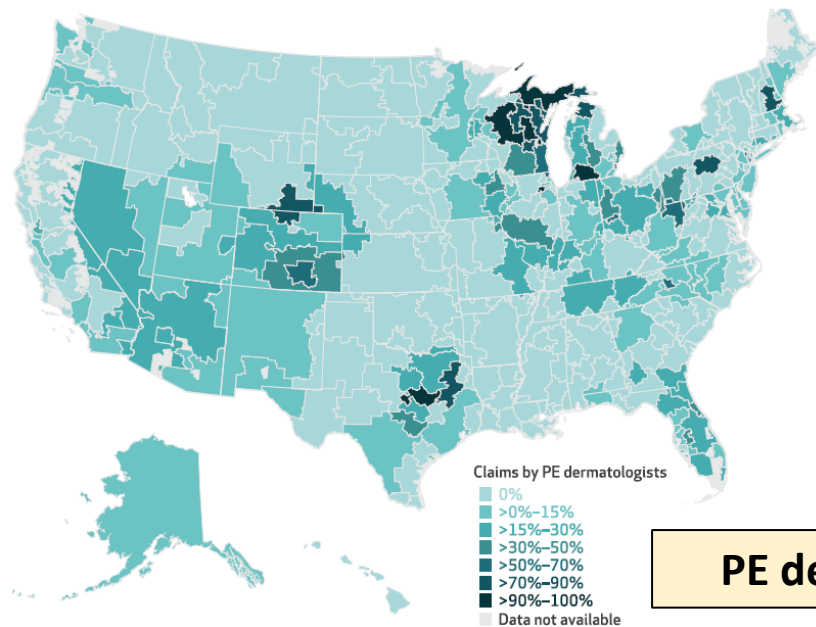 Claims by PE dermatologists
0%
>0%–15%
>15%–30%
>30%–50%
>50%–70%
>70%–90%
>90%–100%
Data not available
PE de